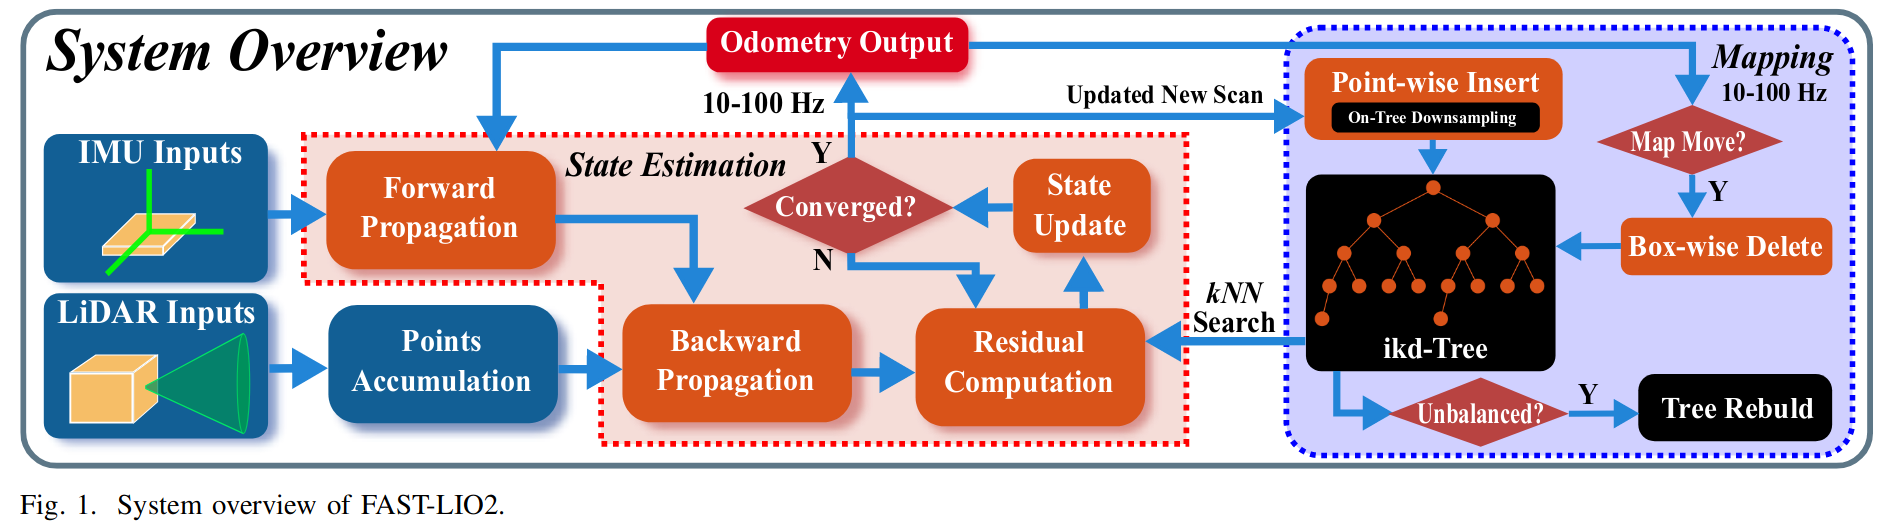 System Overview
Odometry Output
10-100 Hz
Updated New Scan
Mapping
10-100 Hz
Point-wise Insert
On-Tree Downsampling
Map Move?
Y
Box-wise Delete
IMU Inputs
Forward
Propagation
State Estimation
Y
Converged?
N
State
Update
LiDAR Inputs
Points
Accumulation
Backward
Propagation
Residual
Computation
kNN
Search
ikd-Tree
Unbalanced?
Y
Tree Rebuld
Fig. 1. System overview of FAST-LIO2.